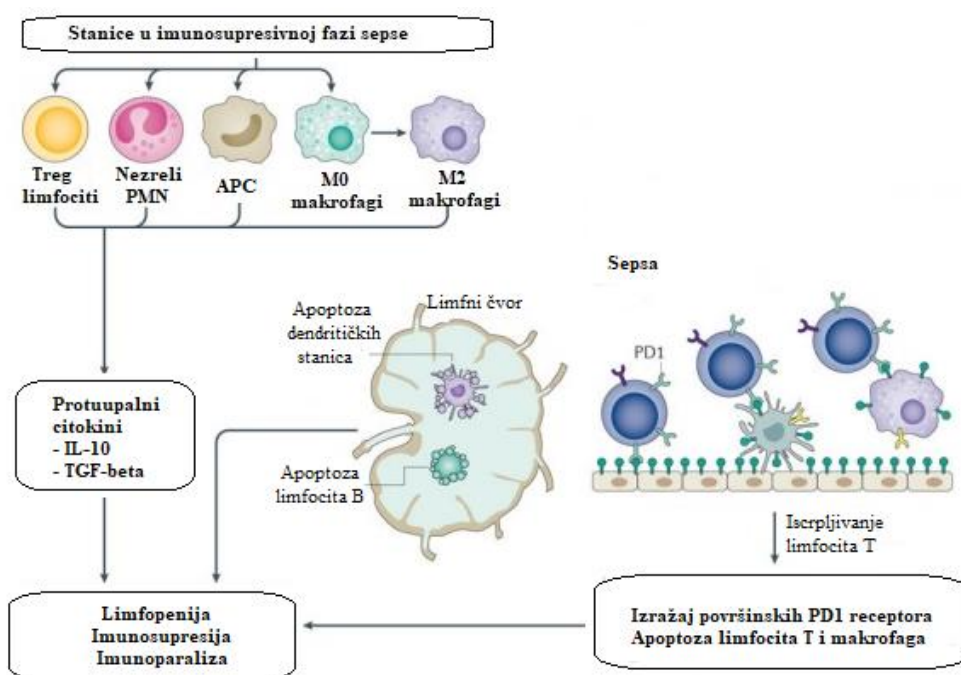 Stanice u imunosupresivnoj fazi sepse
Treg
limfociti
Nezreli
PMN
APC
M0
makrofagi
M2
makrofagi
Sepsa
Apoptoza
dendritičkih
stanica
Limfni čvor
PD1
Protuupalni
citokini
- IL-10
- TGF-beta
Apoptoza
limfocita B
Iscrpljivanje
limfocita T
Limfopenija
Imunosupresija
Imunoparaliza
Izražaj površinskih PD1 receptora
Apoptoza limfocita T i makrofaga